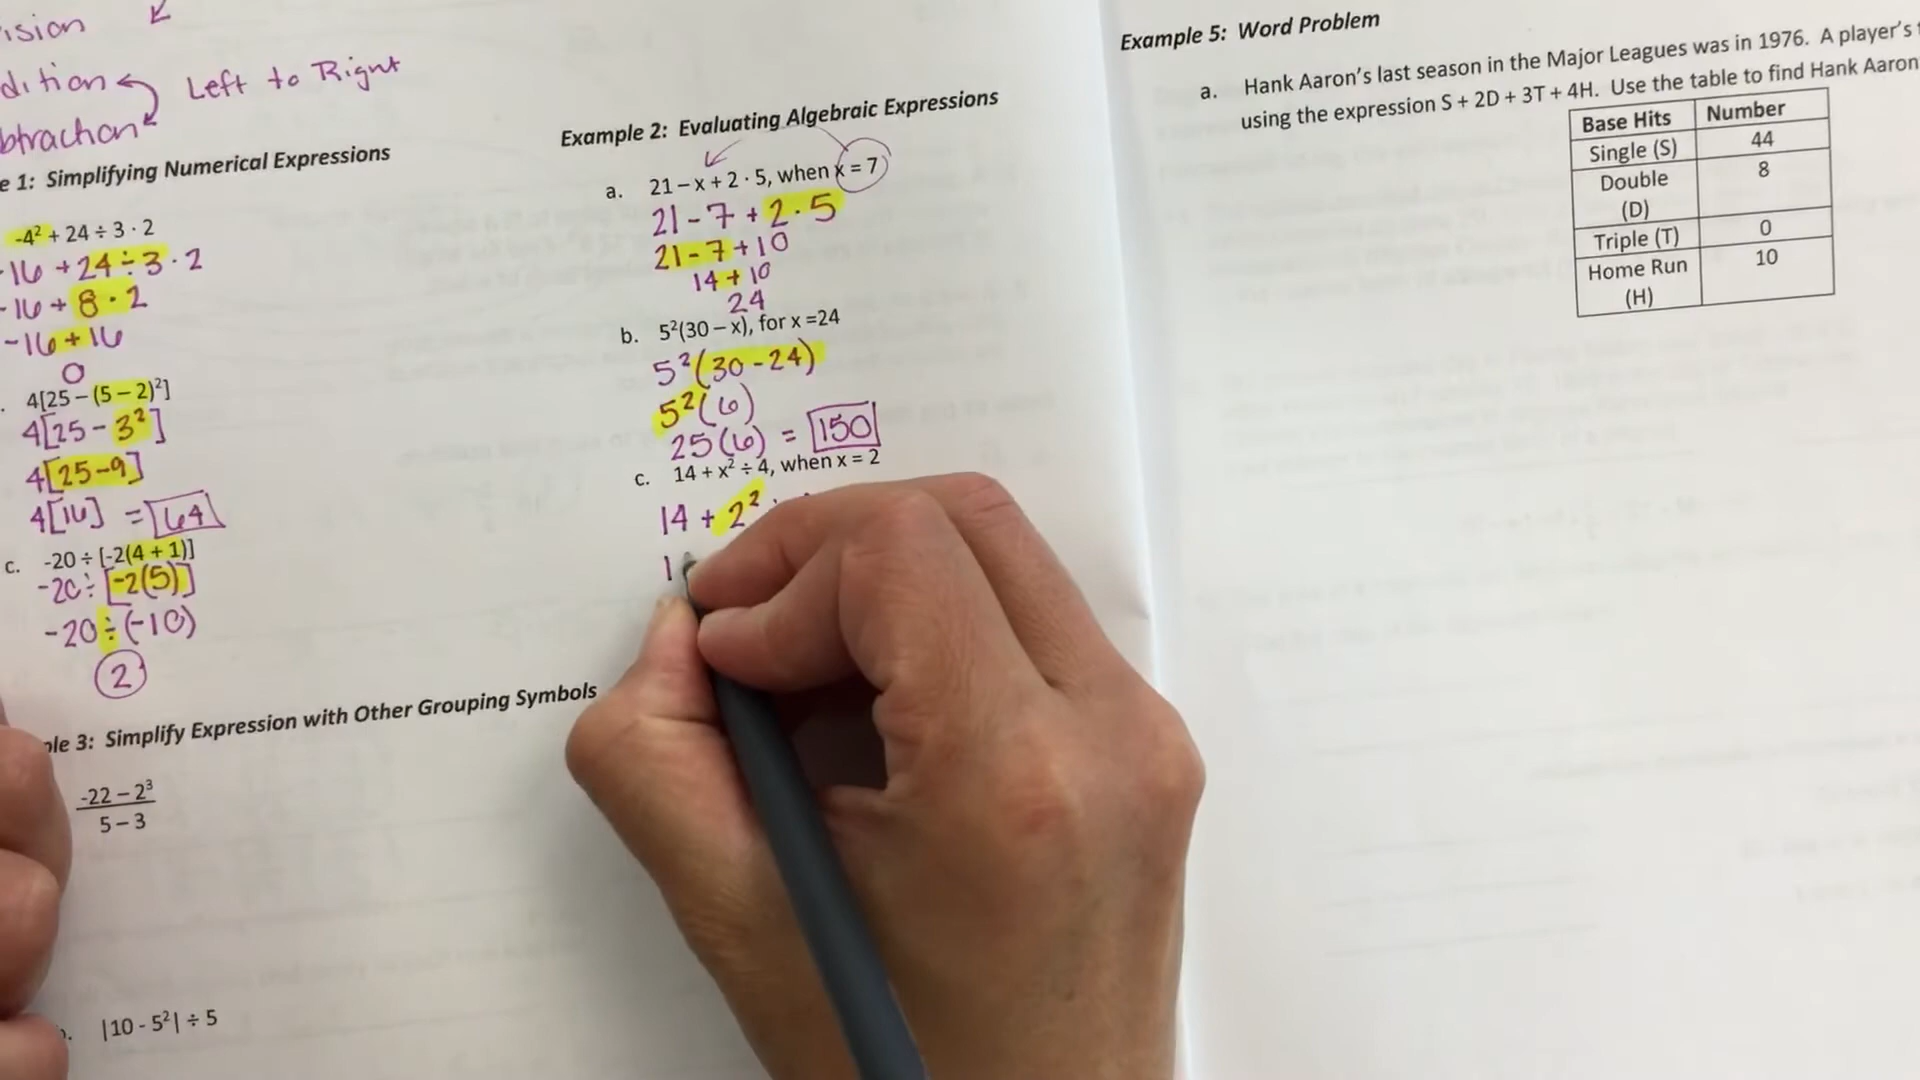 Left to Right
Simplifying Numerical Expressions
-4² + 24 ÷ 3 · 2
-16 + 24 ÷ 3 · 2
-16 + 8 · 2
-16 + 16
0
4[25 – (5 – 2)²]
4[25 - 3²]
4[25-9]
4[16] = 64
c. -20 ÷ [-2(4 + 1)]
-20 ÷ [-2(5)]
-20 ÷ (-10)
2
3: Simplify Expression with Other Grouping Symbols
-22 – 2³
5 – 3
|10 - 5²| ÷ 5
Example 2: Evaluating Algebraic Expressions
a. 21 – x + 2 · 5, when x = 7
21 - 7 + 2 · 5
21 - 7 + 10
14 + 10
24
b. 5²(30 – x), for x =24
5²(30 - 24)
5²(6)
25(6) = 150
c. 14 + x² ÷ 4, when x = 2
14 + 2²
1
Example 5: Word Problem
a. Hank Aaron's last season in the Major Leagues was in 1976. A player's
using the expression S + 2D + 3T + 4H. Use the table to find Hank Aaron
Base Hits Number
Single (S) 44
Double 8
(D)
Triple (T) 0
Home Run 10
(H)